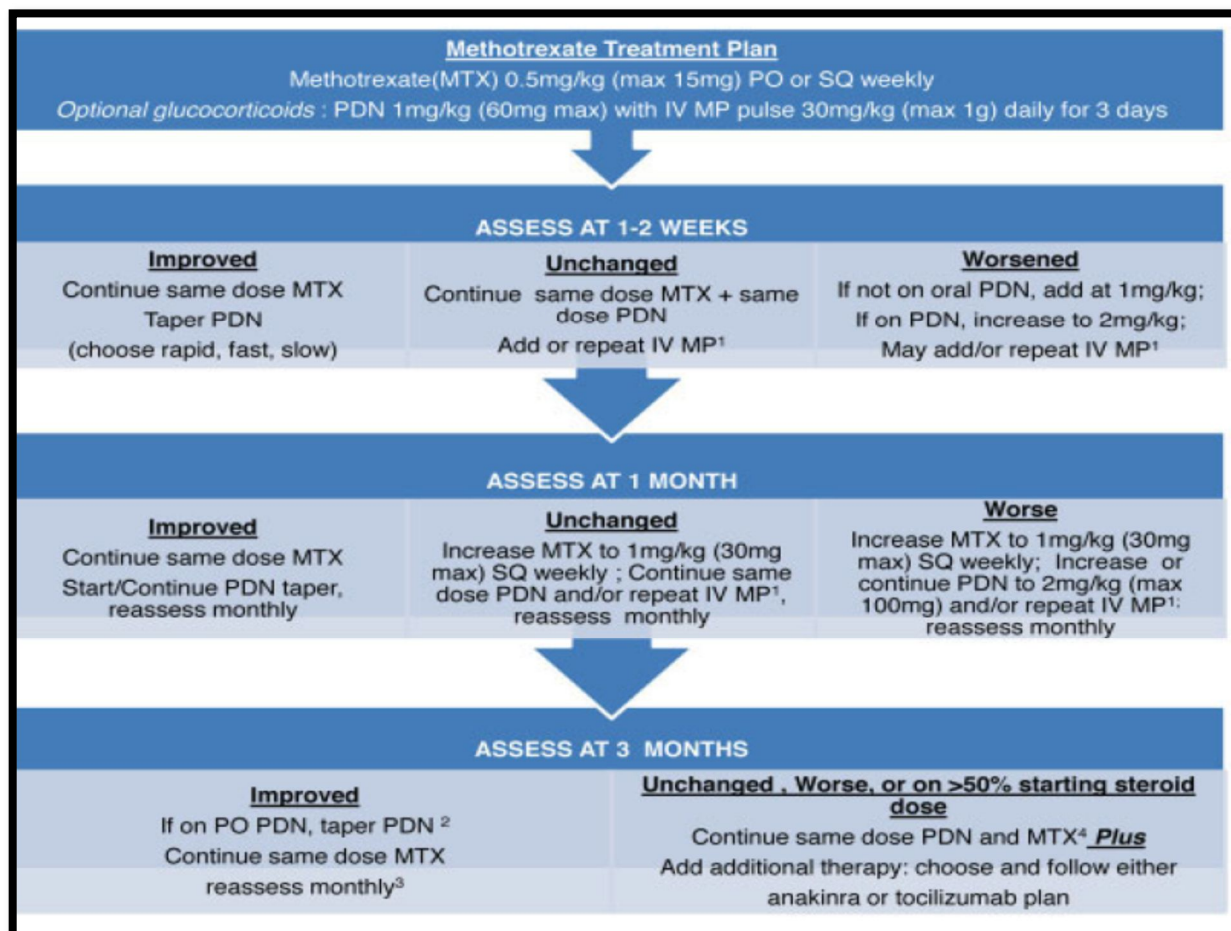 Methotrexate Treatment Plan
Methotrexate(MTX) 0.5mg/kg (max 15mg) PO or SQ weekly
Optional glucocorticoids : PDN 1mg/kg (60mg max) with IV MP pulse 30mg/kg (max 1g) daily for 3 days
ASSESS AT 1-2 WEEKS
Improved
Continue same dose MTX
Taper PDN
(choose rapid, fast, slow)
Unchanged
Continue same dose MTX + same
dose PDN
Add or repeat IV MP¹
Worsened
If not on oral PDN, add at 1mg/kg;
If on PDN, increase to 2mg/kg;
May add/or repeat IV MP¹
ASSESS AT 1 MONTH
Improved
Continue same dose MTX
Start/Continue PDN taper,
reassess monthly
Unchanged
Increase MTX to 1mg/kg (30mg
max) SQ weekly ; Continue same
dose PDN and/or repeat IV MP¹,
reassess monthly
Worse
Increase MTX to 1mg/kg (30mg
max) SQ weekly; Increase or
continue PDN to 2mg/kg (max
100mg) and/or repeat IV MP¹;
reassess monthly
ASSESS AT 3 MONTHS
Improved
If on PO PDN, taper PDN ²
Continue same dose MTX
reassess monthly³
Unchanged , Worse, or on >50% starting steroid
dose
Continue same dose PDN and MTX⁴ Plus
Add additional therapy: choose and follow either
anakinra or tocilizumab plan